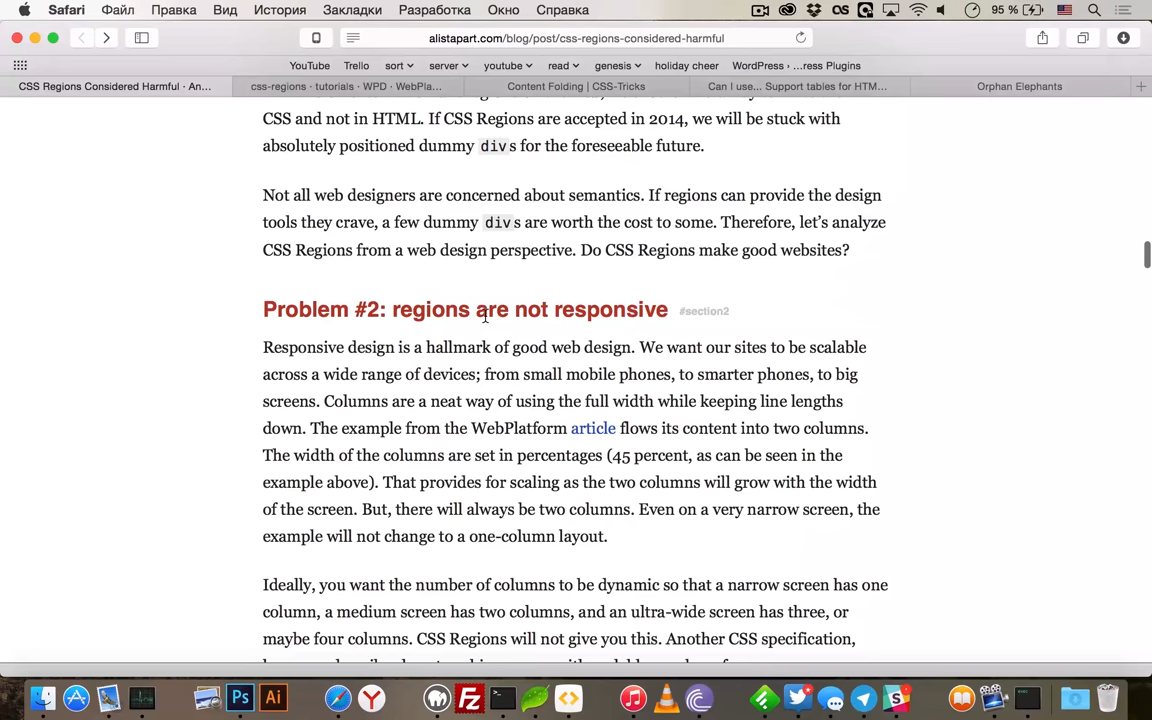 Safari Файл Правка Вид История Закладки Разработка Окно Справка 95 %
alistapart.com/blog/post/css-regions-considered-harmful
YouTube Trello sort server youtube read genesis holiday cheer WordPress › …ress Plugins
CSS Regions Considered Harmful · An… css-regions · tutorials · WPD · WebPla… Content Folding | CSS-Tricks Can I use... Support tables for HTM… Orphan Elephants
CSS and not in HTML. If CSS Regions are accepted in 2014, we will be stuck with
absolutely positioned dummy divs for the foreseeable future.
Not all web designers are concerned about semantics. If regions can provide the design
tools they crave, a few dummy divs are worth the cost to some. Therefore, let’s analyze
CSS Regions from a web design perspective. Do CSS Regions make good websites?
Problem #2: regions are not responsive #section2
Responsive design is a hallmark of good web design. We want our sites to be scalable
across a wide range of devices; from small mobile phones, to smarter phones, to big
screens. Columns are a neat way of using the full width while keeping line lengths
down. The example from the WebPlatform article flows its content into two columns.
The width of the columns are set in percentages (45 percent, as can be seen in the
example above). That provides for scaling as the two columns will grow with the width
of the screen. But, there will always be two columns. Even on a very narrow screen, the
example will not change to a one-column layout.
Ideally, you want the number of columns to be dynamic so that a narrow screen has one
column, a medium screen has two columns, and an ultra-wide screen has three, or
maybe four columns. CSS Regions will not give you this. Another CSS specification,
Ps Ai Fz